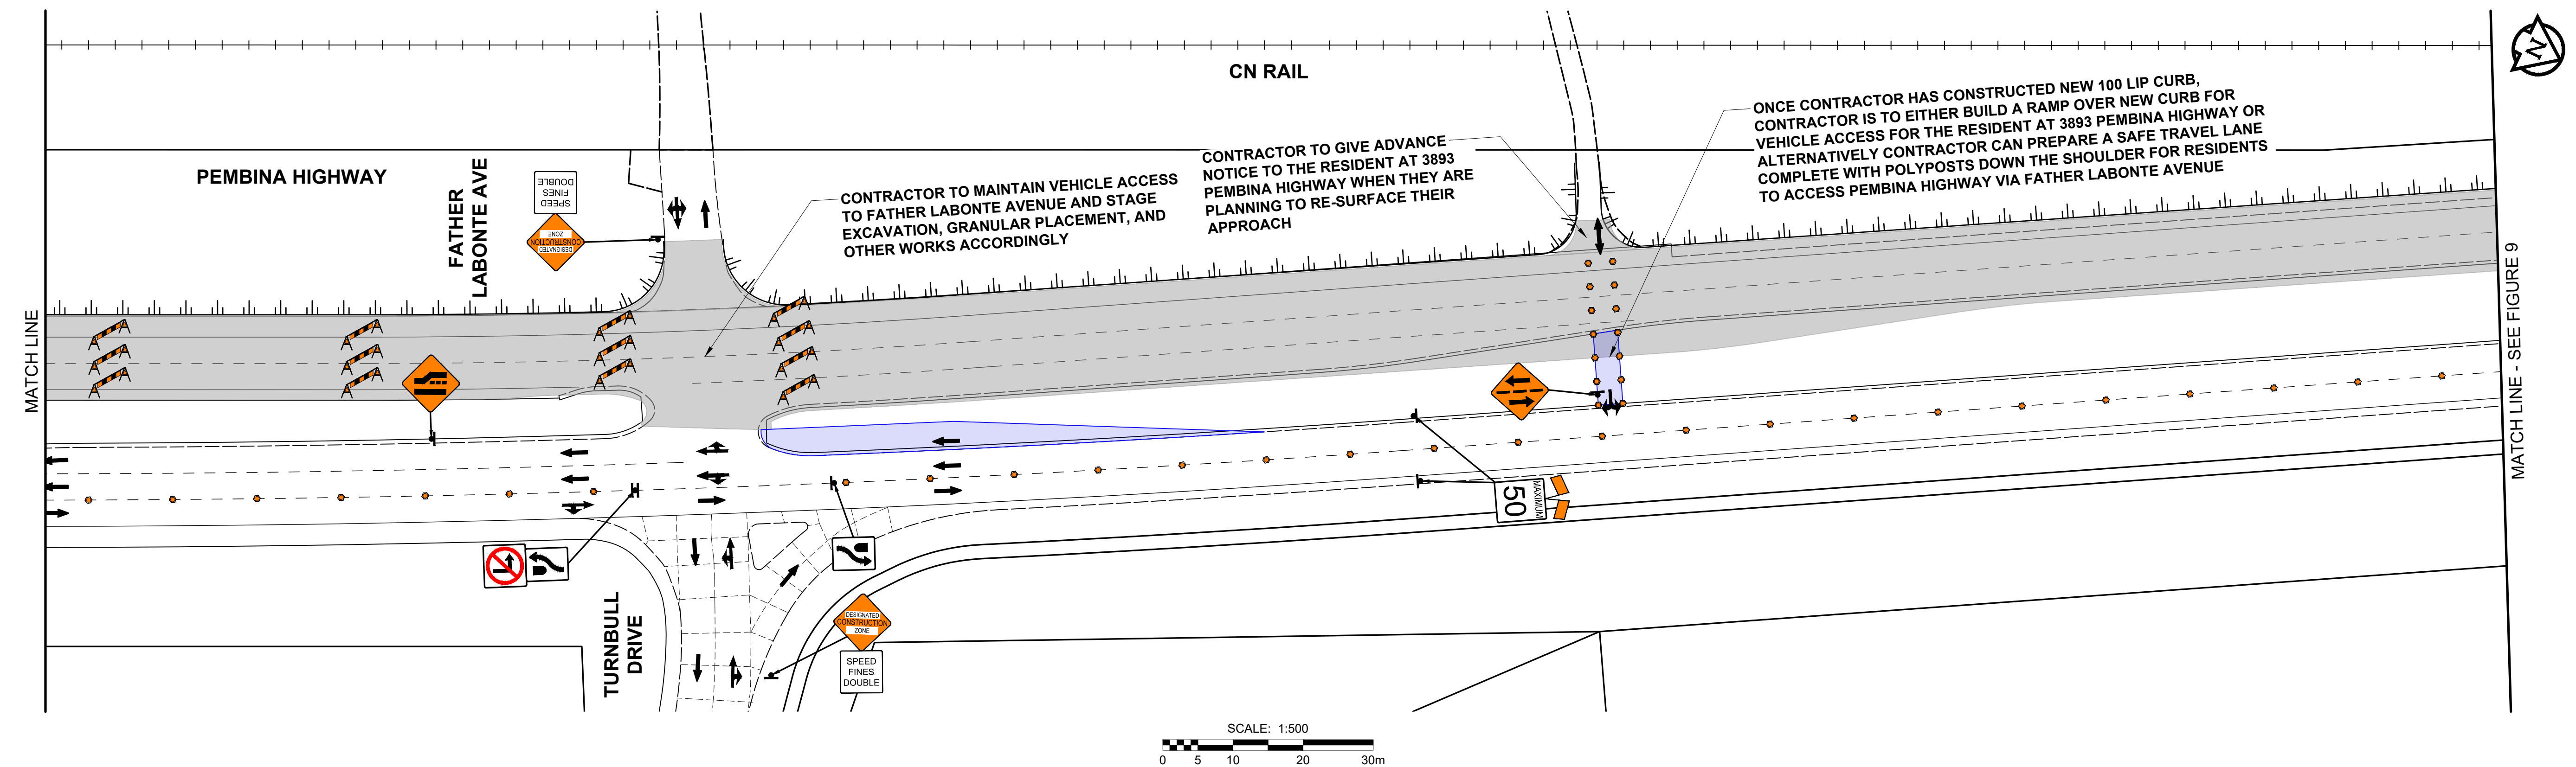 CN RAIL
N
PEMBINA HIGHWAY
FATHER
LABONTE AVE
SPEED
FINES
DOUBLE
DESIGNATED
CONSTRUCTION
ZONE
CONTRACTOR TO MAINTAIN VEHICLE ACCESS
TO FATHER LABONTE AVENUE AND STAGE
EXCAVATION, GRANULAR PLACEMENT, AND
OTHER WORKS ACCORDINGLY
CONTRACTOR TO GIVE ADVANCE
NOTICE TO THE RESIDENT AT 3893
PEMBINA HIGHWAY WHEN THEY ARE
PLANNING TO RE-SURFACE THEIR
APPROACH
ONCE CONTRACTOR HAS CONSTRUCTED NEW 100 LIP CURB,
CONTRACTOR IS TO EITHER BUILD A RAMP OVER NEW CURB FOR
VEHICLE ACCESS FOR THE RESIDENT AT 3893 PEMBINA HIGHWAY OR
ALTERNATIVELY CONTRACTOR CAN PREPARE A SAFE TRAVEL LANE
COMPLETE WITH POLYPOSTS DOWN THE SHOULDER FOR RESIDENTS
TO ACCESS PEMBINA HIGHWAY VIA FATHER LABONTE AVENUE
MATCH LINE
MATCH LINE - SEE FIGURE 9
MAXIMUM
50
TURNBULL
DRIVE
DESIGNATED
CONSTRUCTION
ZONE
SPEED
FINES
DOUBLE
SCALE: 1:500
0 5 10 20 30m